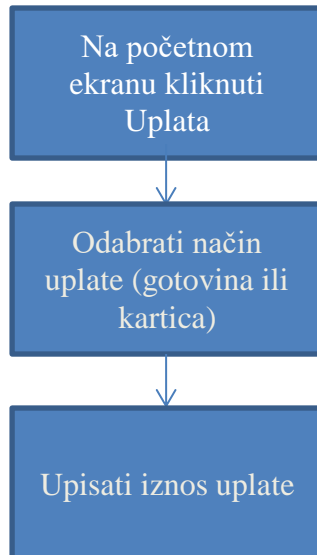 Na početnom
ekranu kliknuti
Uplata
Odabrati način
uplate (gotovina ili
kartica)
Upisati iznos uplate